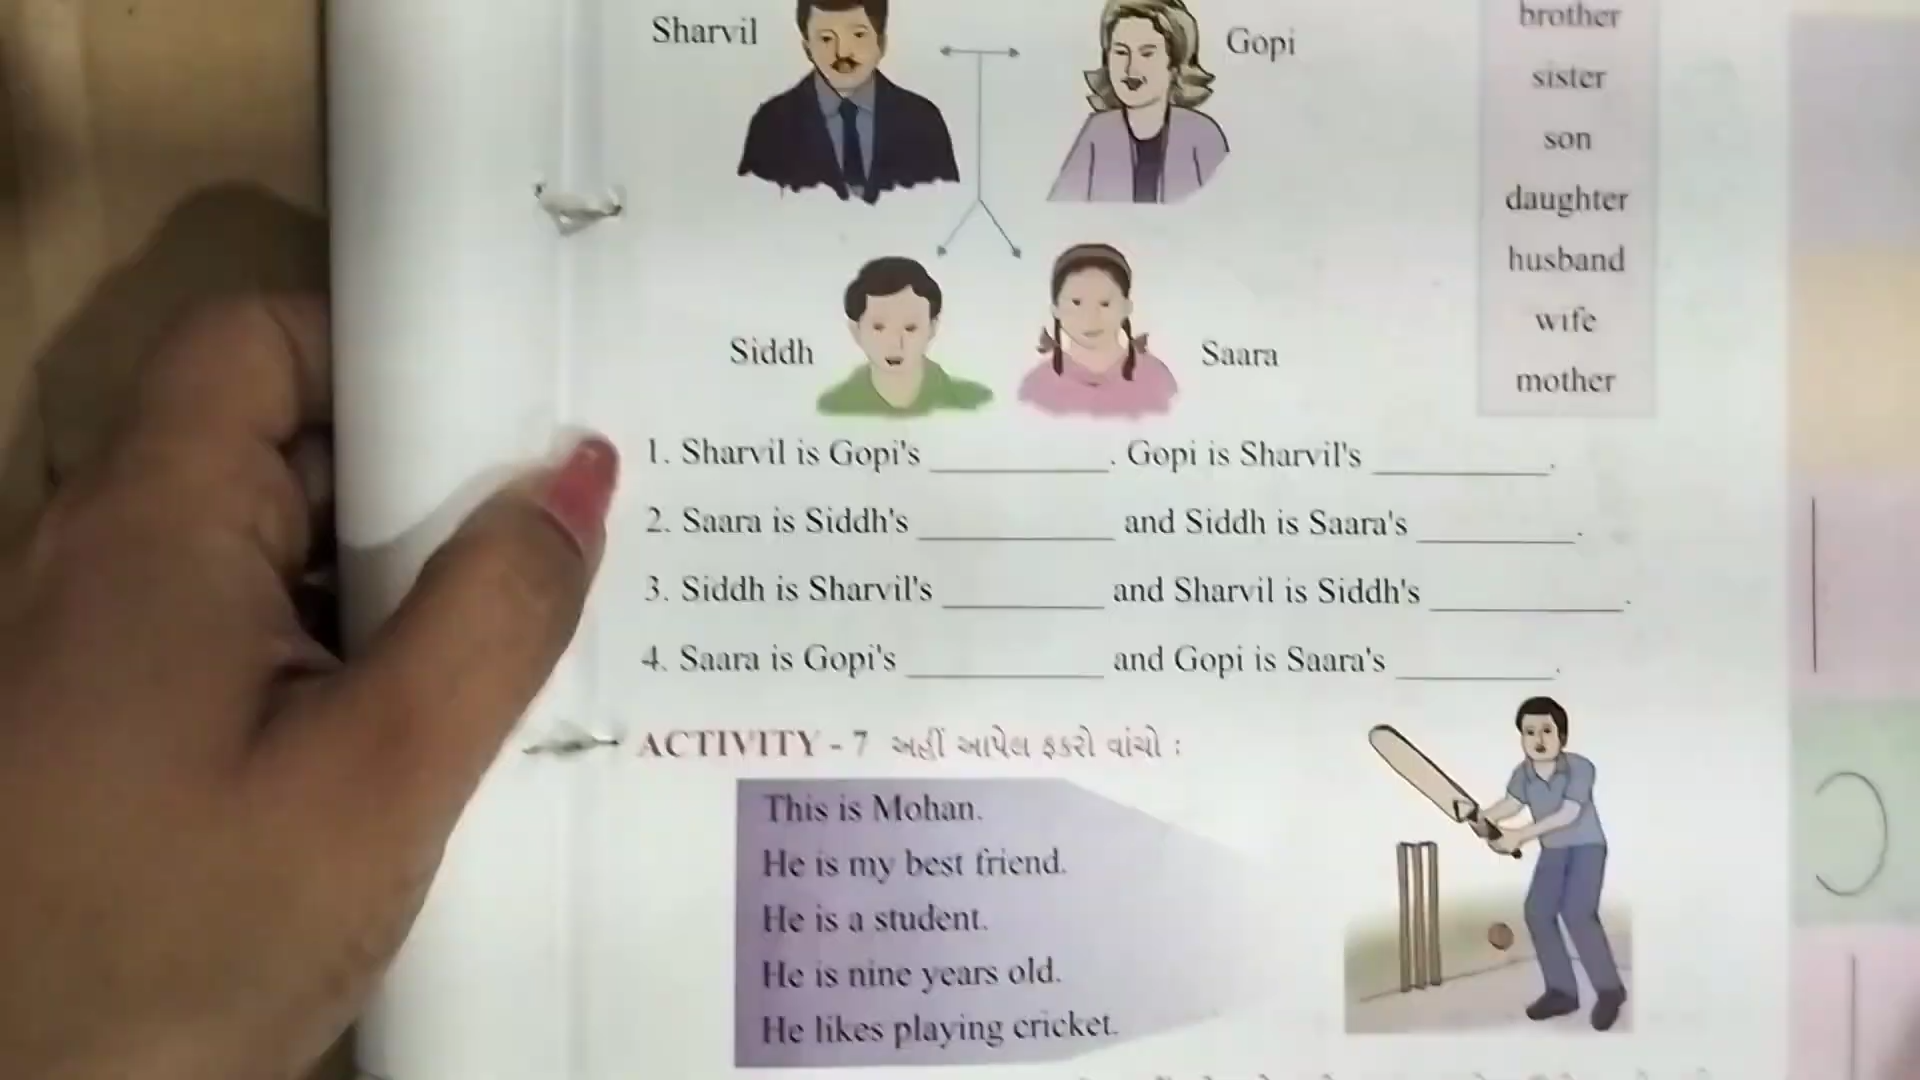 Sharvil
Gopi
brother
sister
son
daughter
husband
wife
mother
Siddh
Saara
1. Sharvil is Gopi's __________. Gopi is Sharvil's __________.
2. Saara is Siddh's __________ and Siddh is Saara's __________.
3. Siddh is Sharvil's __________ and Sharvil is Siddh's __________.
4. Saara is Gopi's __________ and Gopi is Saara's __________.
ACTIVITY - 7 અહીં આપેલ ફકરો વાંચો :
This is Mohan.
He is my best friend.
He is a student.
He is nine years old.
He likes playing cricket.